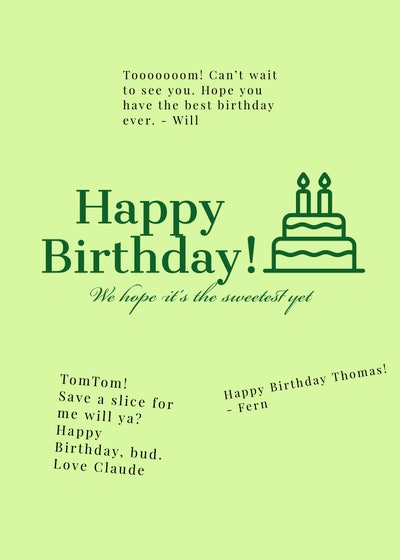 Tooooooom! Can't wait
to see you. Hope you
have the best birthday
ever. - Will
Happy
Birthday!
We hope it's the sweetest yet
TomTom!
Save a slice for
me will ya?
Happy
Birthday, bud.
Love Claude
Happy Birthday Thomas!
- Fern